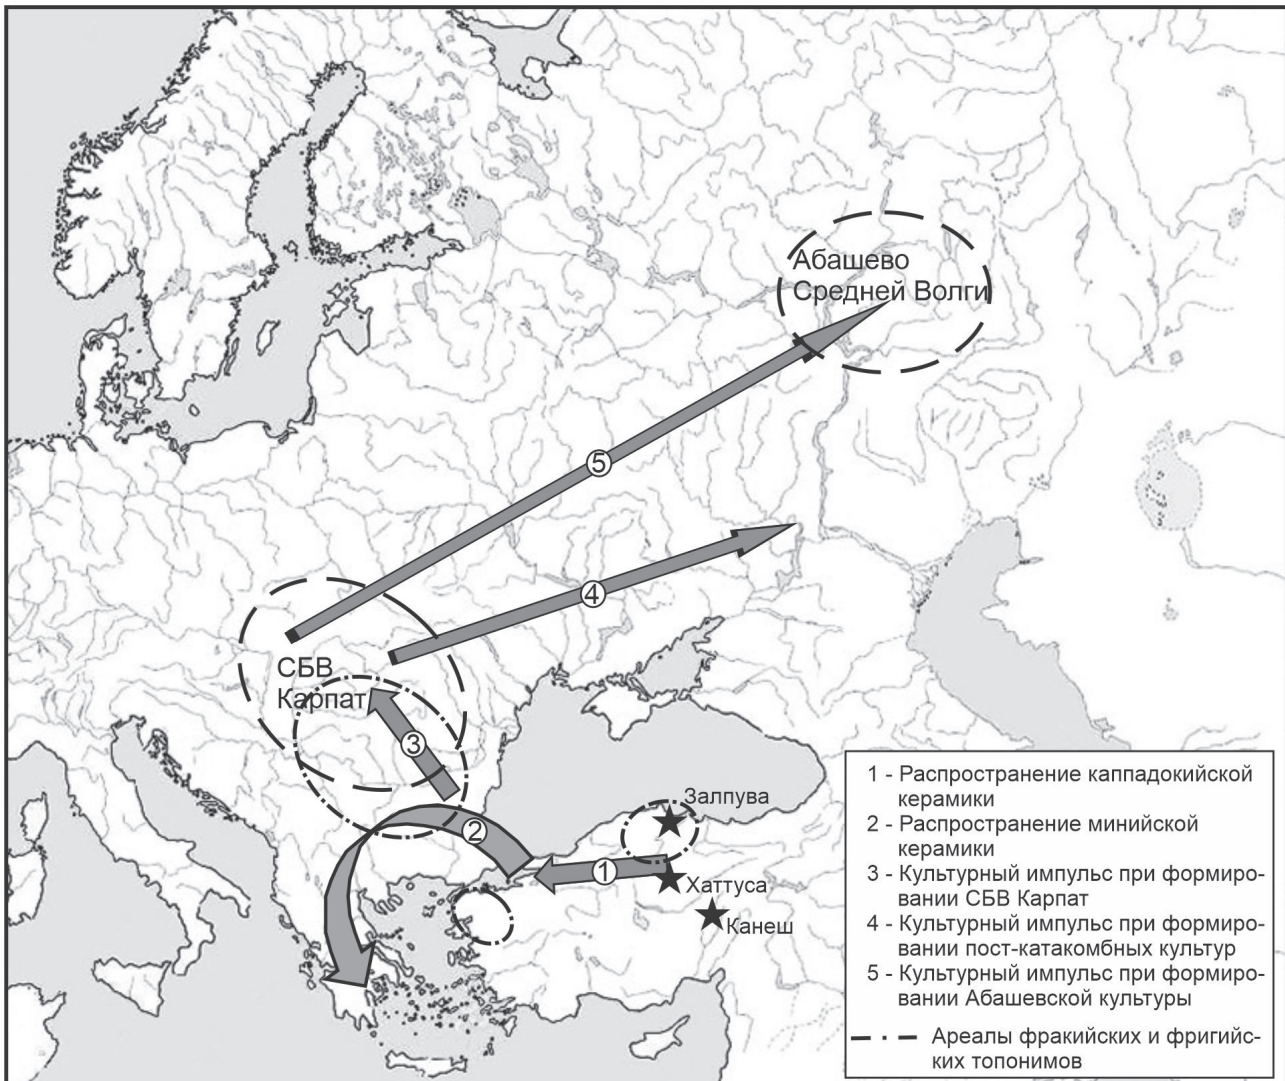 Абашево
Средней Волги
5
4
СБВ
Карпат
3
2
1
Залпува
Хаттуса
Канеш
1 - Распространение каппадокийской
керамики
2 - Распространение минийской
керамики
3 - Культурный импульс при формиро-
вании СБВ Карпат
4 - Культурный импульс при формиро-
вании пост-катакомбных культур
5 - Культурный импульс при формиро-
вании Абашевской культуры
Ареалы фракийских и фригийс-
ких топонимов